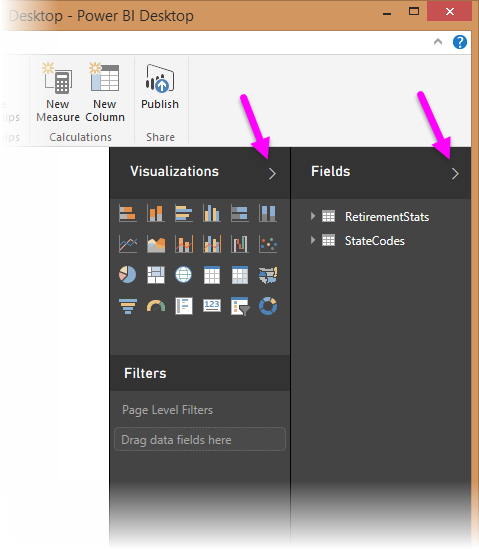 Desktop - Power BI Desktop
New Measure
New Column
Publish
Calculations
Share
Visualizations
Fields
RetirementStats
StateCodes
123
Filters
Page Level Filters
Drag data fields here